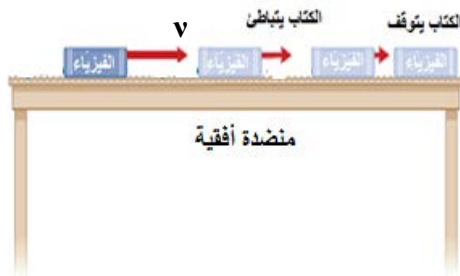 الكتاب يتوقف
الكتاب يتباطئ
v
الفيزياء
الفيزياء
الفيزياء
الفيزياء
منضدة أفقية